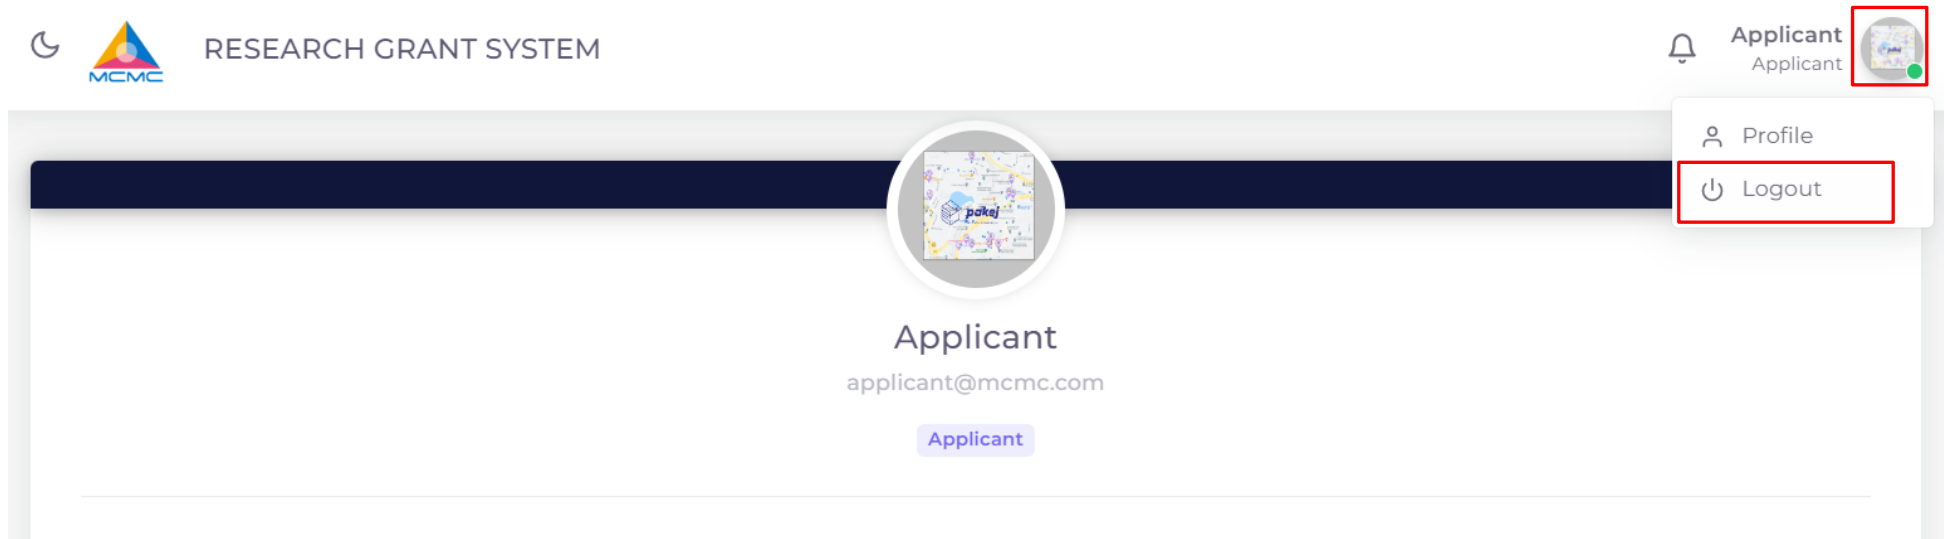 MCMC
RESEARCH GRANT SYSTEM
Applicant
Applicant
Profile
Logout
pakej
Applicant
applicant@mcmc.com
Applicant